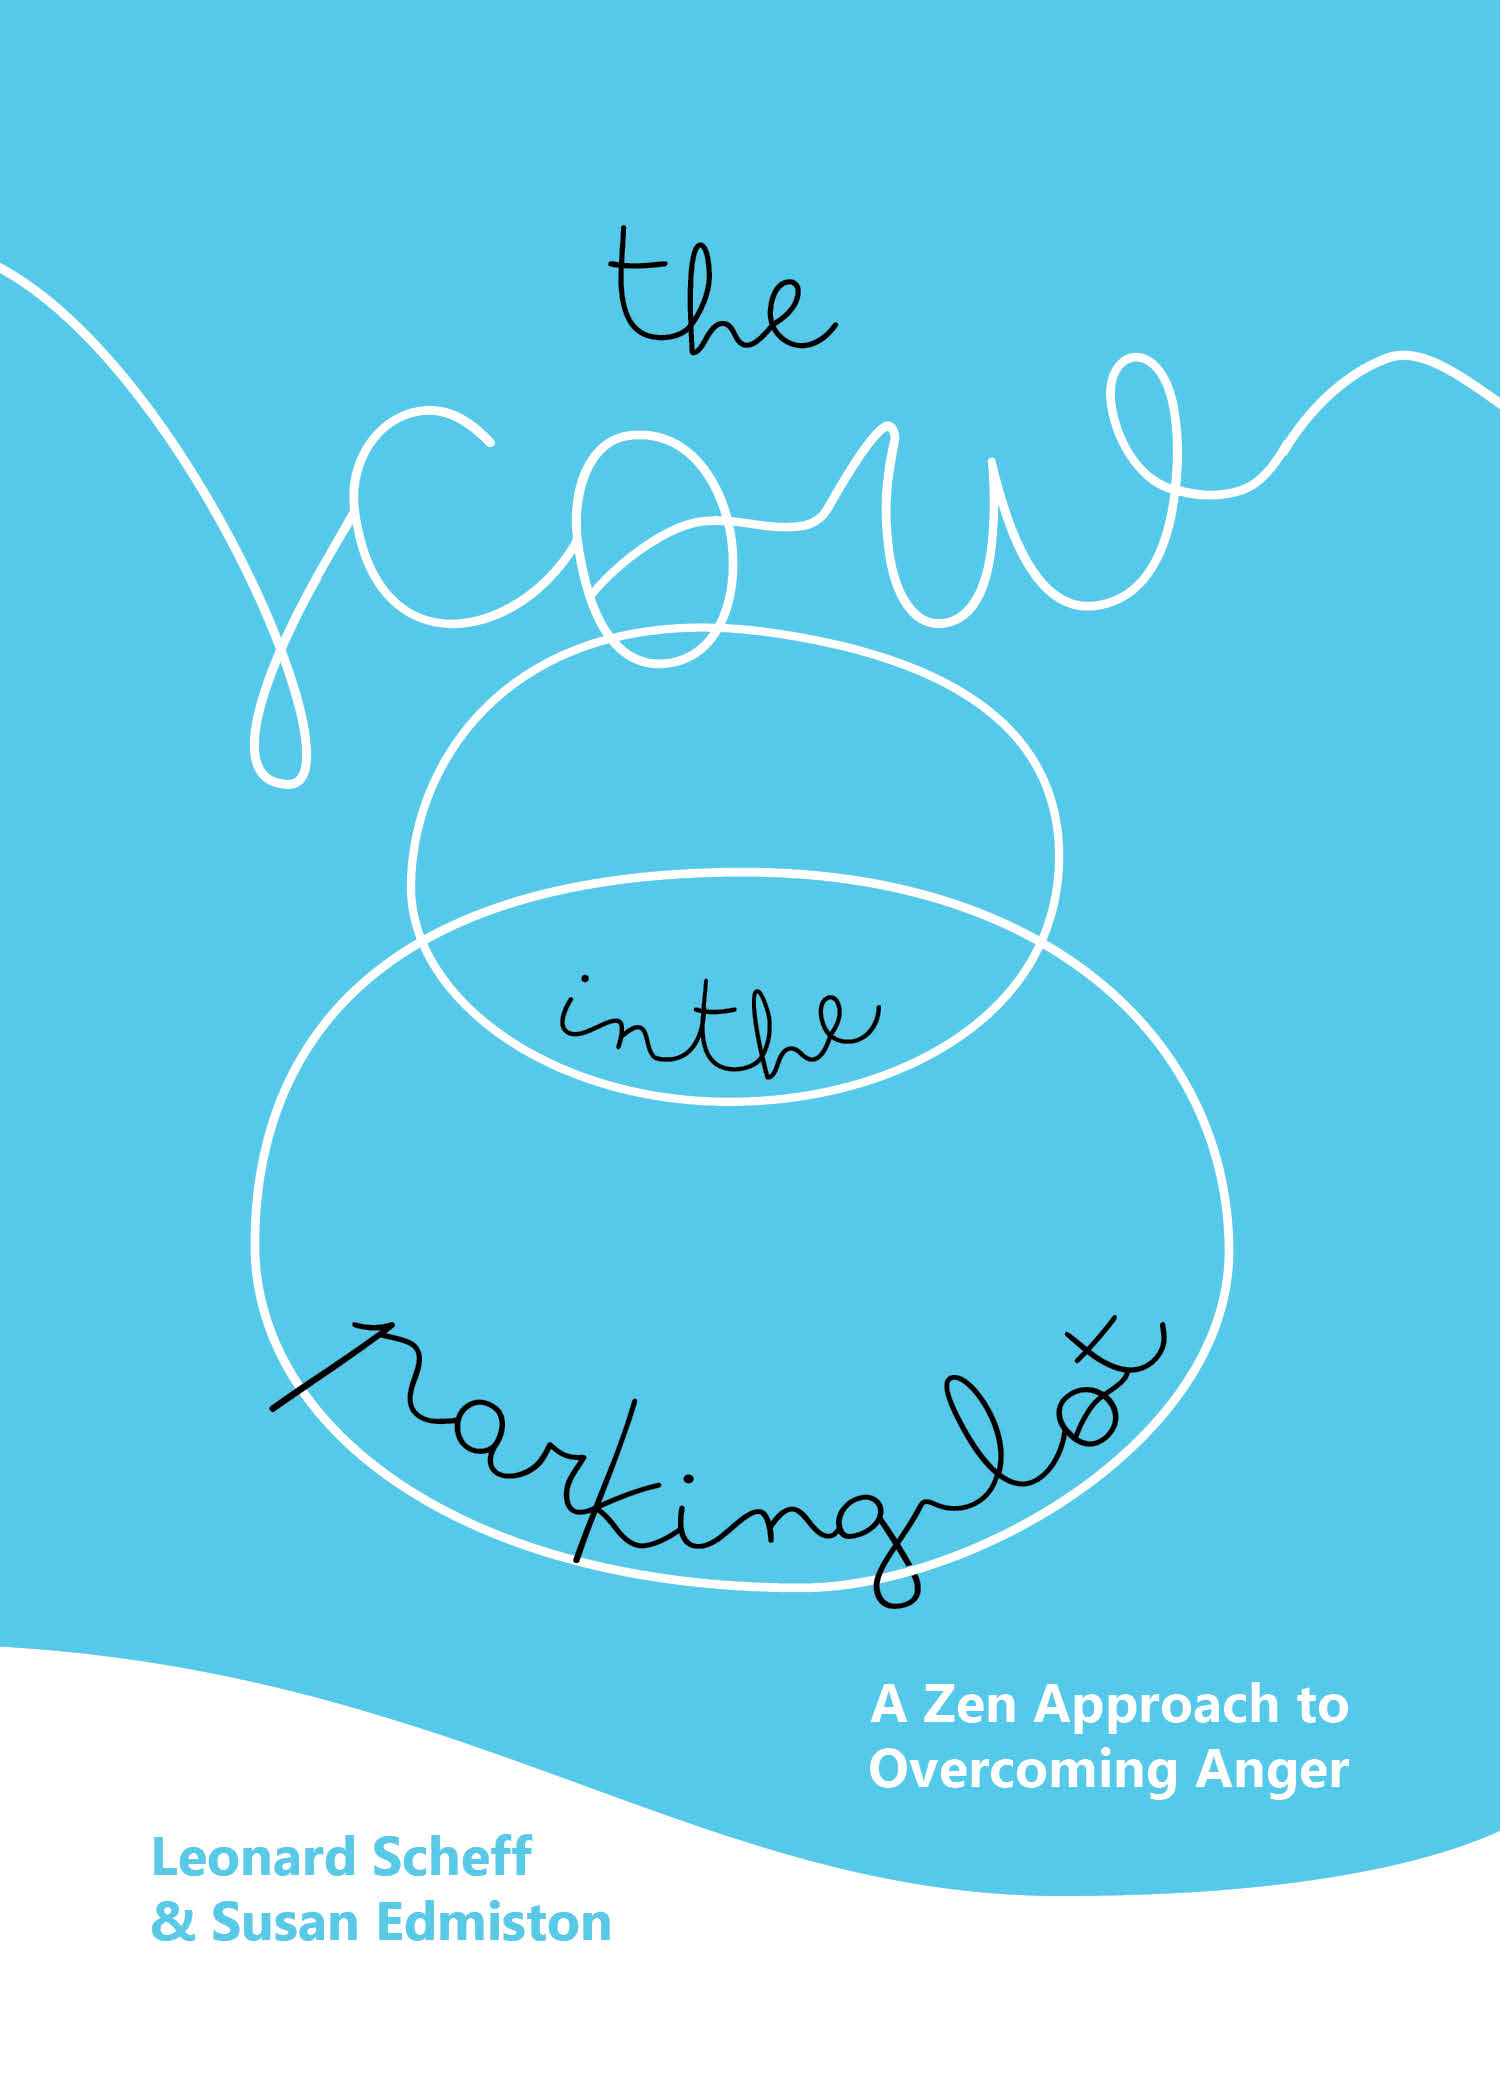 the
cow
in the
parking lot
A Zen Approach to
Overcoming Anger
Leonard Scheff
& Susan Edmiston